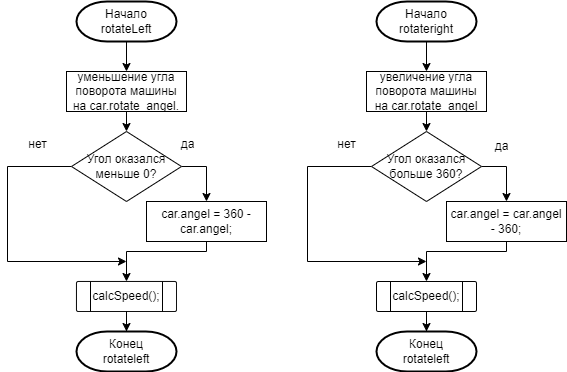 Начало
rotateLeft
уменьшение угла
поворота машины
на car.rotate_angel.
нет
да
Угол оказался
меньше 0?
car.angel = 360 -
car.angel;
calcSpeed();
Конец
rotateleft
Начало
rotateright
увеличение угла
поворота машины
на car.rotate_angel
нет
да
Угол оказался
больше 360?
car.angel = car.angel
- 360;
calcSpeed();
Конец
rotateleft